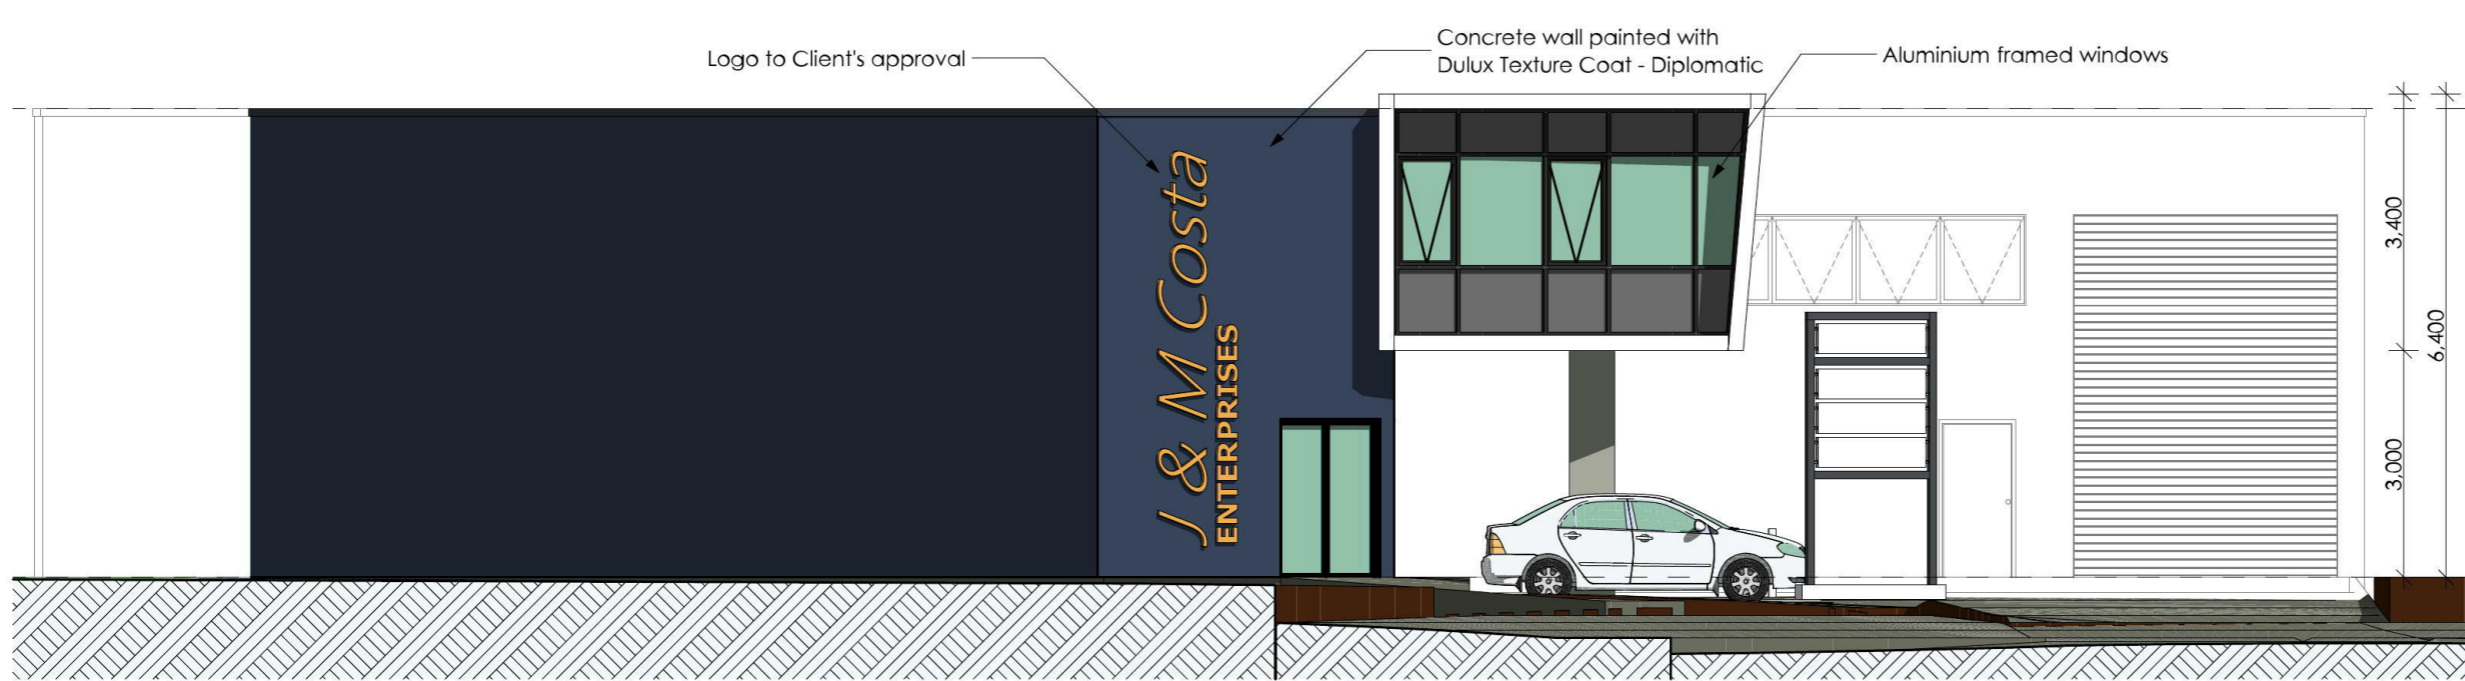 Logo to Client's approval
Concrete wall painted with
Dulux Texture Coat - Diplomatic
Aluminium framed windows
J & M Costa
ENTERPRISES
3,400
6,400
3,000